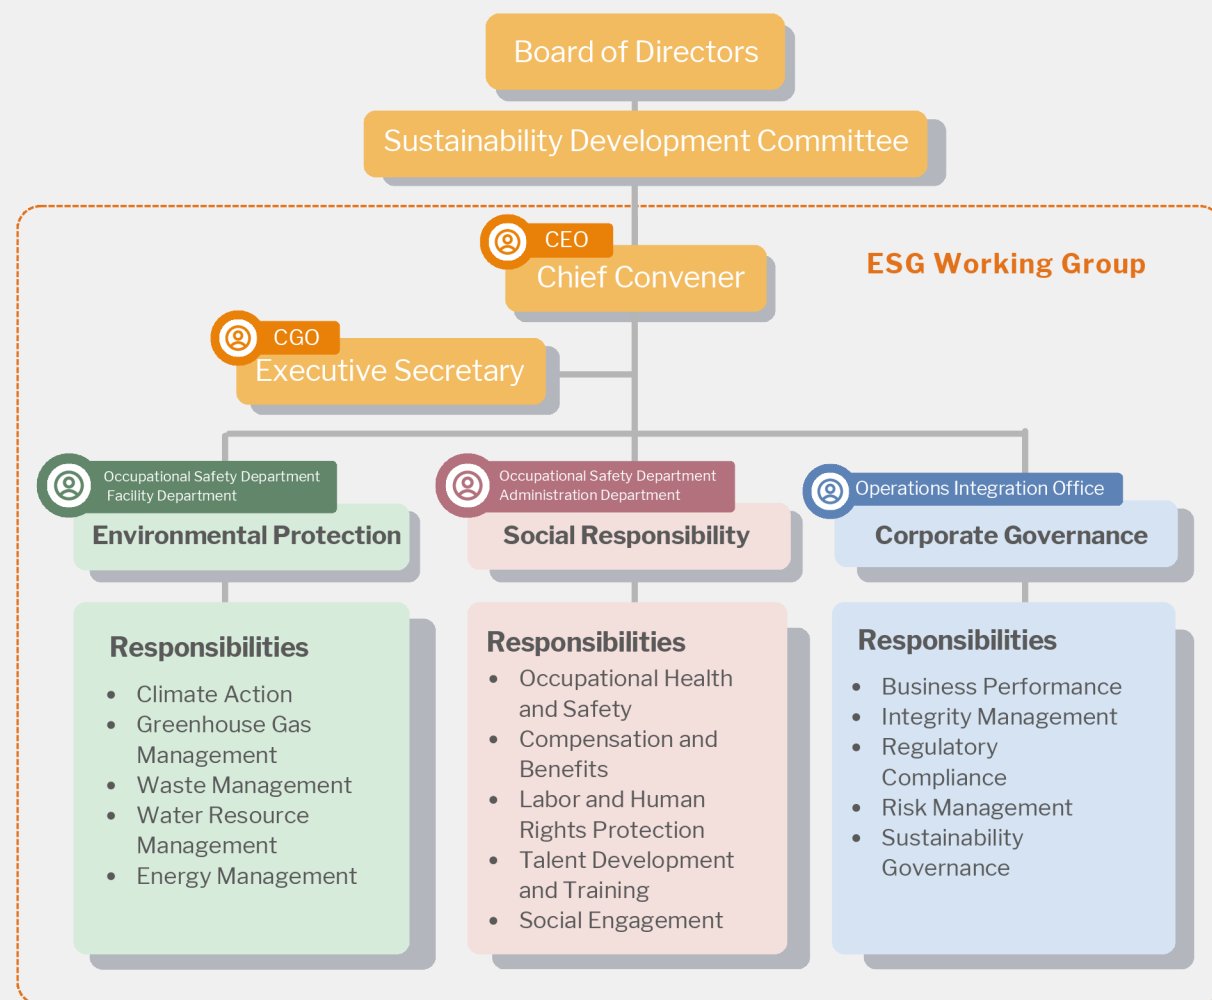 Board of Directors
Sustainability Development Committee
ESG Working Group
CEO
Chief Convener
CGO
Executive Secretary
Occupational Safety Department
Facility Department
Environmental Protection
Responsibilities
• Climate Action
• Greenhouse Gas
Management
• Waste Management
• Water Resource
Management
• Energy Management
Occupational Safety Department
Administration Department
Social Responsibility
Responsibilities
• Occupational Health
and Safety
• Compensation and
Benefits
• Labor and Human
Rights Protection
• Talent Development
and Training
• Social Engagement
Operations Integration Office
Corporate Governance
Responsibilities
• Business Performance
• Integrity Management
• Regulatory
Compliance
• Risk Management
• Sustainability
Governance